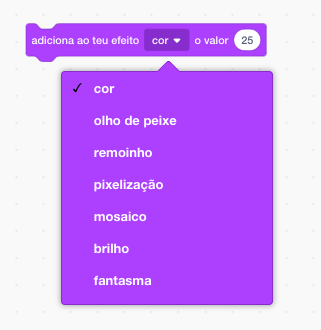 adiciona ao teu efeito cor o valor 25
cor
olho de peixe
remoinho
pixelização
mosaico
brilho
fantasma